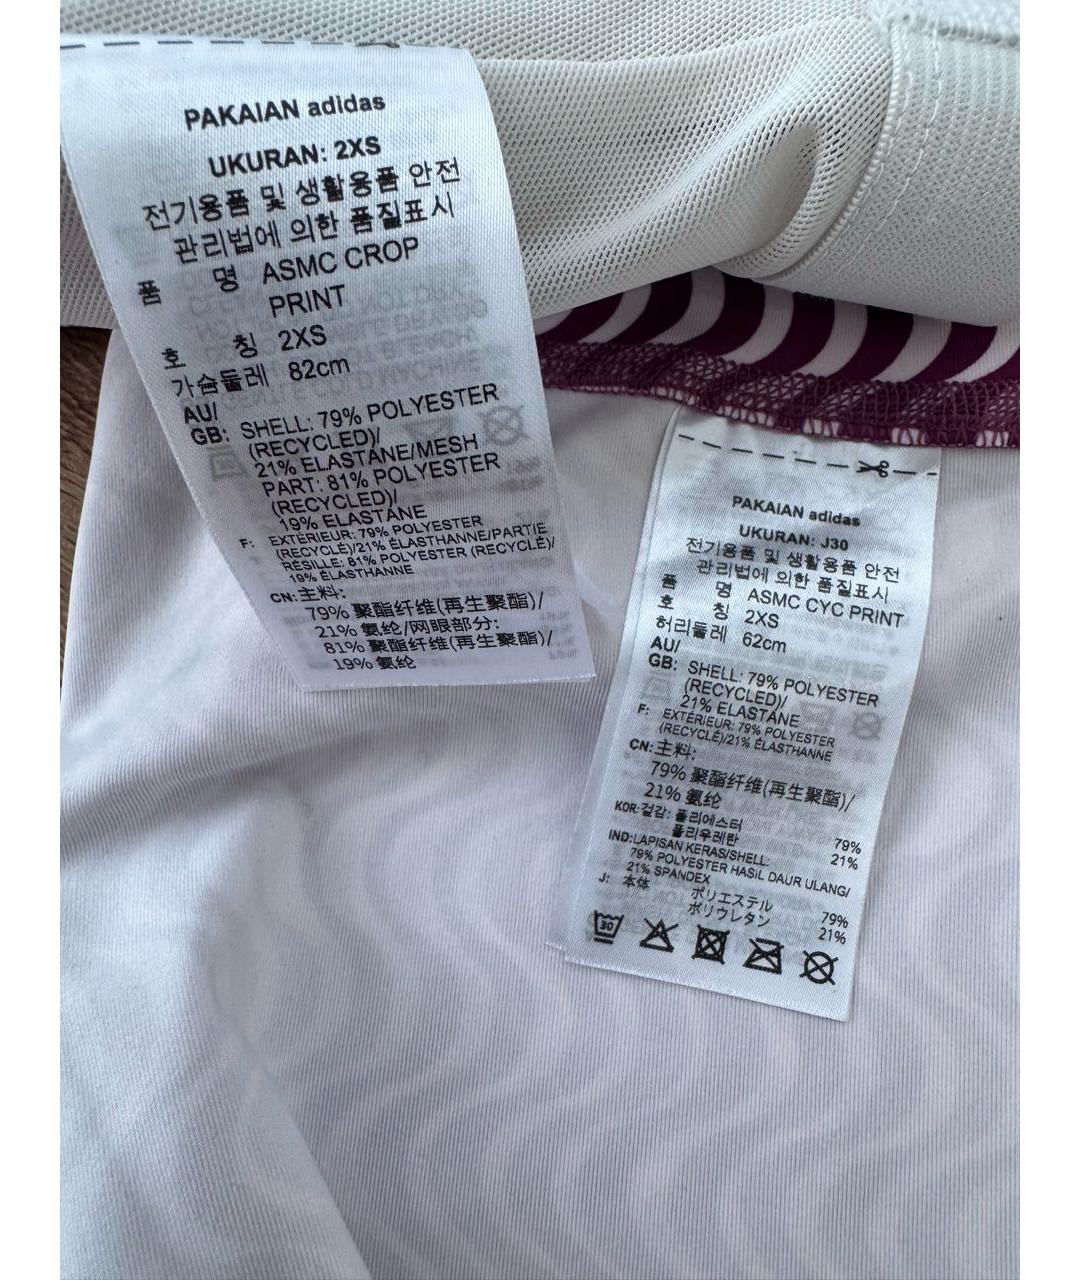 PAKAIAN adidas
UKURAN: 2XS
전기용품 및 생활용품 안전
관리법에 의한 품질표시
품 명 ASMC CROP
PRINT
호 칭 2XS
가슴둘레 82cm
AU/
GB: SHELL: 79% POLYESTER
(RECYCLED)/
21% ELASTANE/MESH
PART: 81% POLYESTER
(RECYCLED)/
19% ELASTANE
F: EXTÉRIEUR: 79% POLYESTER
(RECYCLÉ)/21% ÉLASTHANNE/PARTIE
RÉSILLE: 81% POLYESTER (RECYCLÉ)/
19% ÉLASTHANNE
CN: 主料:
79% 聚酯纤维(再生聚酯)/
21% 氨纶/网眼部分:
81% 聚酯纤维(再生聚酯)/
19% 氨纶
PAKAIAN adidas
UKURAN: J30
전기용품 및 생활용품 안전
관리법에 의한 품질표시
품 명 ASMC CYC PRINT
호 칭 2XS
허리둘레 62cm
AU/
GB: SHELL: 79% POLYESTER
(RECYCLED)/
21% ELASTANE
F: EXTÉRIEUR: 79% POLYESTER
(RECYCLÉ)/21% ÉLASTHANNE
CN: 主料:
79% 聚酯纤维(再生聚酯)/
21% 氨纶
KOR: 겉감: 폴리에스터 79%
폴리우레탄 21%
IND: LAPISAN KERAS/SHELL:
79% POLYESTER HASIL DAUR ULANG/
21% SPANDEX
J: 本体 ポリエステル 79%
ポリウレタン 21%
30